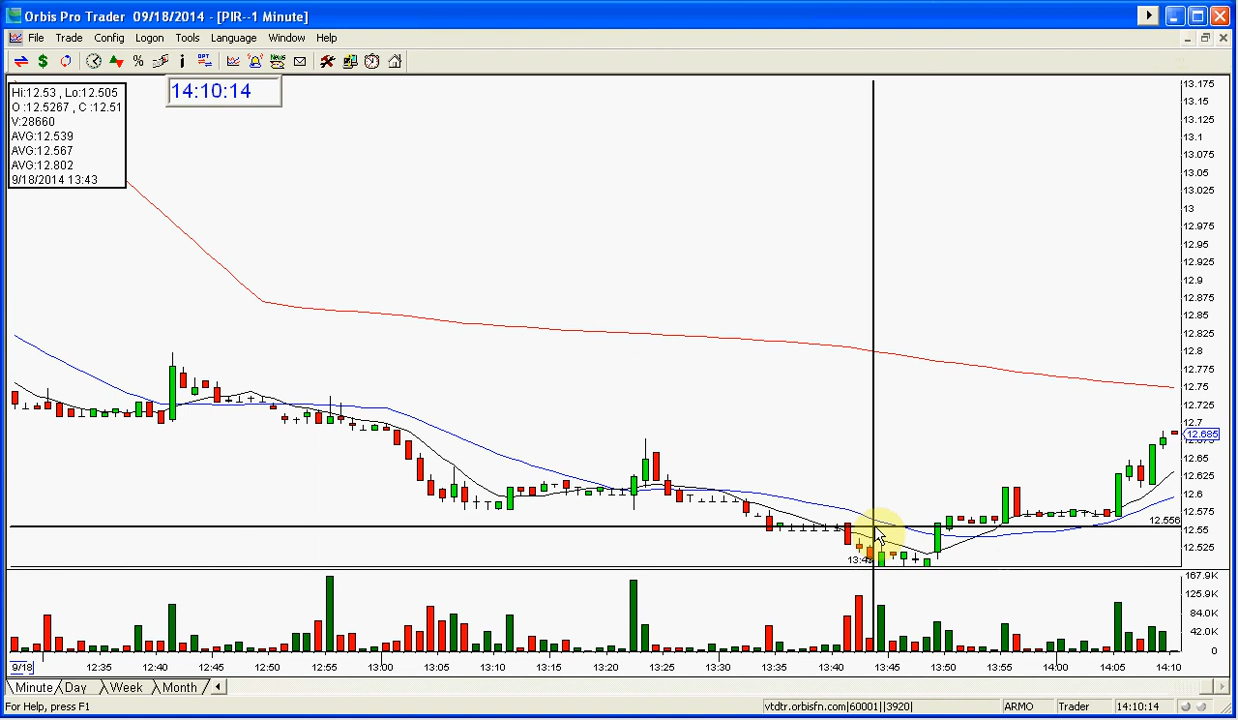 Orbis Pro Trader 09/18/2014 - [PIR--1 Minute]
File Trade Config Logon Tools Language Window Help
14:10:14
Hi:12.53 , Lo:12.505
O :12.5267 , C :12.51
V:28660
AVG:12.539
AVG:12.567
AVG:12.802
9/18/2014 13:43
13.175
13.15
13.125
13.1
13.075
13.05
13.025
13
12.975
12.95
12.925
12.9
12.875
12.85
12.825
12.8
12.775
12.75
12.725
12.7
12.685
12.65
12.625
12.6
12.575
12.556
12.55
12.525
167.9K
125.9K
84.0K
42.0K
0
9/18 12:35 12:40 12:45 12:50 12:55 13:00 13:05 13:10 13:15 13:20 13:25 13:30 13:35 13:40 13:45 13:50 13:55 14:00 14:05 14:10
Minute Day Week Month
For Help, press F1 vtdtr.orbisfn.com|60001||3920| ARMO Trader 14:10:14